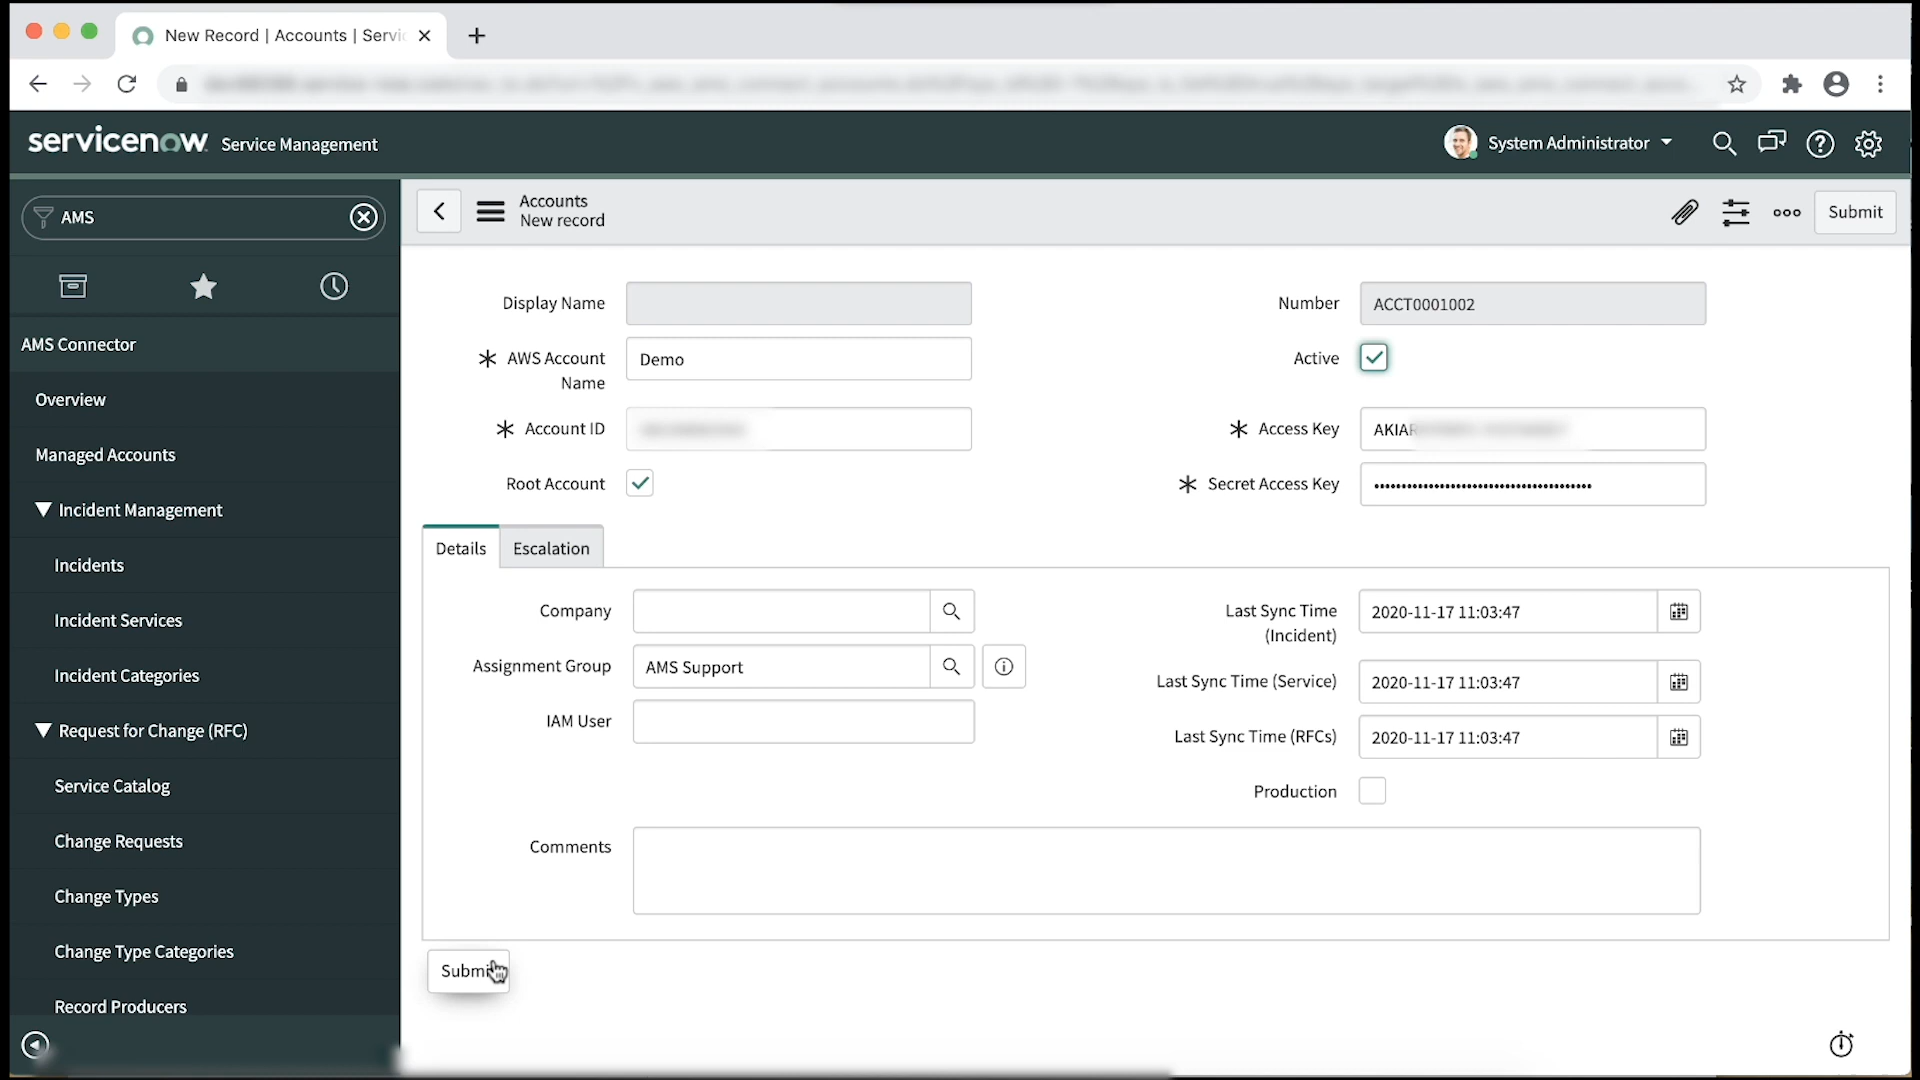 New Record | Accounts | Servi
servicenow Service Management
System Administrator
AMS
Accounts
New record
Submit
AMS Connector
Overview
Managed Accounts
Incident Management
Incidents
Incident Services
Incident Categories
Request for Change (RFC)
Service Catalog
Change Requests
Change Types
Change Type Categories
Record Producers
Display Name
Number ACCT0001002
* AWS Account
Name
Demo
Active
* Account ID
* Access Key AKIAR
Root Account
* Secret Access Key
Details Escalation
Company
Last Sync Time
(Incident)
2020-11-17 11:03:47
Assignment Group AMS Support
Last Sync Time (Service) 2020-11-17 11:03:47
IAM User
Last Sync Time (RFCs) 2020-11-17 11:03:47
Production
Comments
Submit